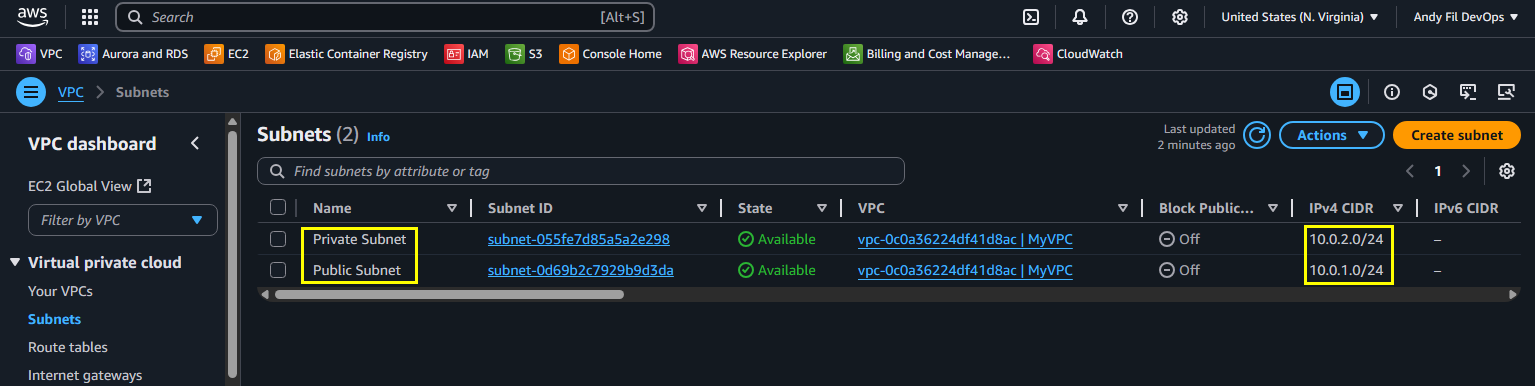 aws Search [Alt+S] United States (N. Virginia) Andy Fil DevOps
VPC Aurora and RDS EC2 Elastic Container Registry IAM S3 Console Home AWS Resource Explorer Billing and Cost Manage... CloudWatch
VPC > Subnets
VPC dashboard
EC2 Global View
Filter by VPC
Virtual private cloud
Your VPCs
Subnets
Route tables
Internet gateways
Subnets (2) Info
Last updated
2 minutes ago
Actions
Create subnet
Find subnets by attribute or tag
1
Name Subnet ID State VPC Block Public... IPv4 CIDR IPv6 CIDR
Private Subnet subnet-055fe7d85a5a2e298 Available vpc-0c0a36224df41d8ac | MyVPC Off 10.0.2.0/24 –
Public Subnet subnet-0d69b2c7929b9d3da Available vpc-0c0a36224df41d8ac | MyVPC Off 10.0.1.0/24 –